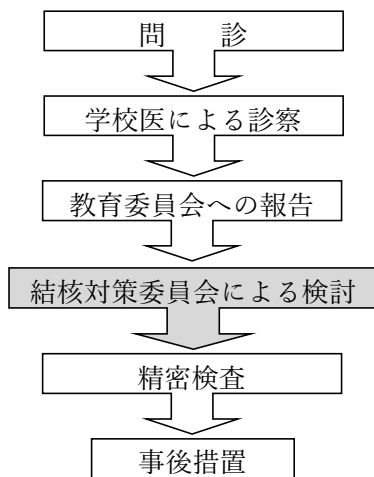 問　　診
学校医による診察
教育委員会への報告
結核対策委員会による検討
精密検査
事後措置